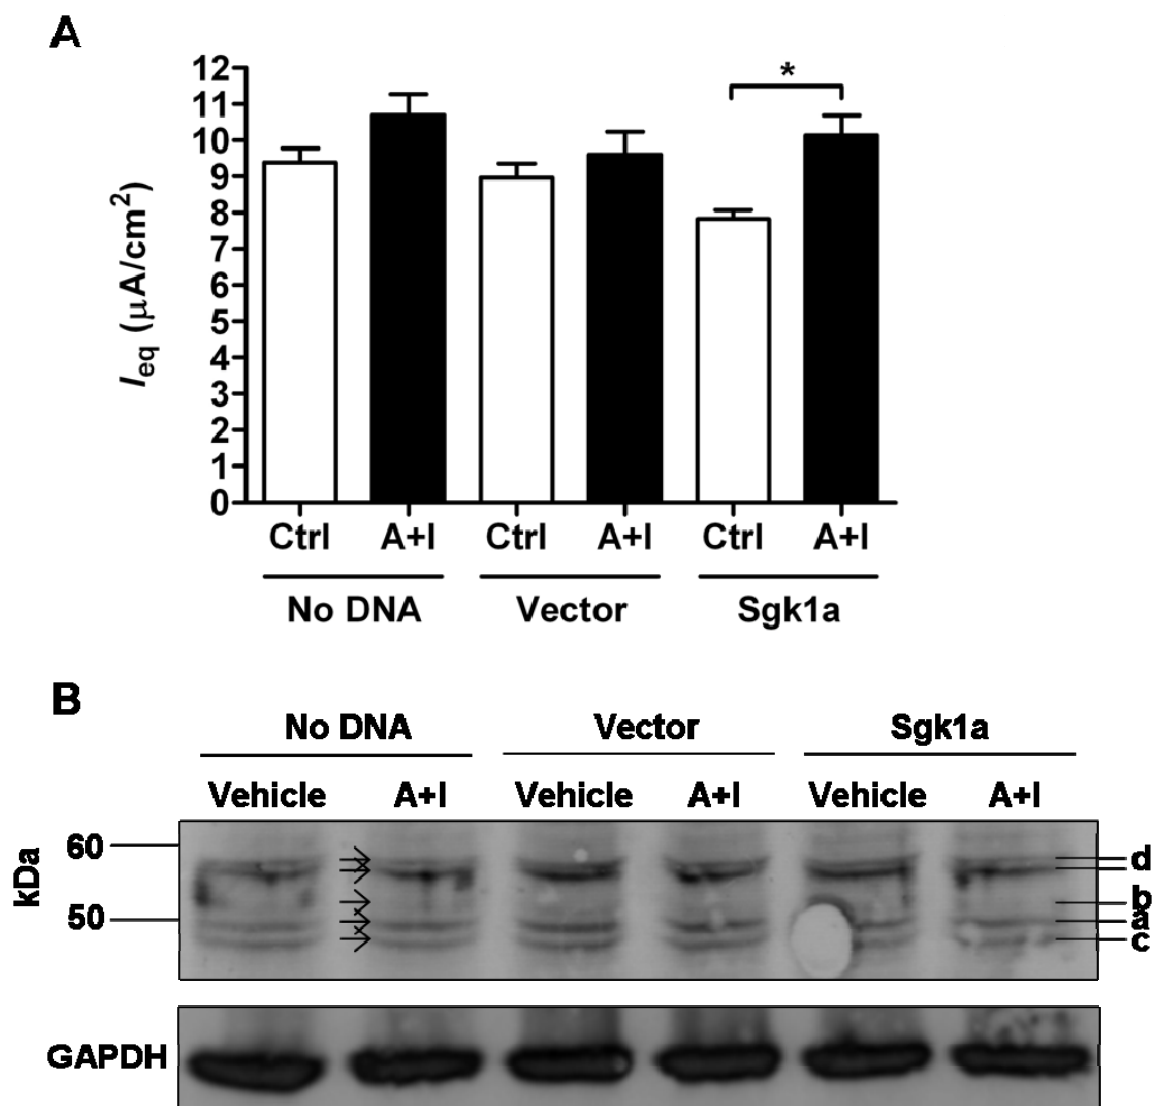 A
12
11
10
9
8
7
6
5
4
3
2
1
0
Ieq (µA/cm2)
*
Ctrl A+I Ctrl A+I Ctrl A+I
No DNA Vector Sgk1a
B
No DNA Vector Sgk1a
Vehicle A+I Vehicle A+I Vehicle A+I
kDa
60
50
d
b
c
GAPDH